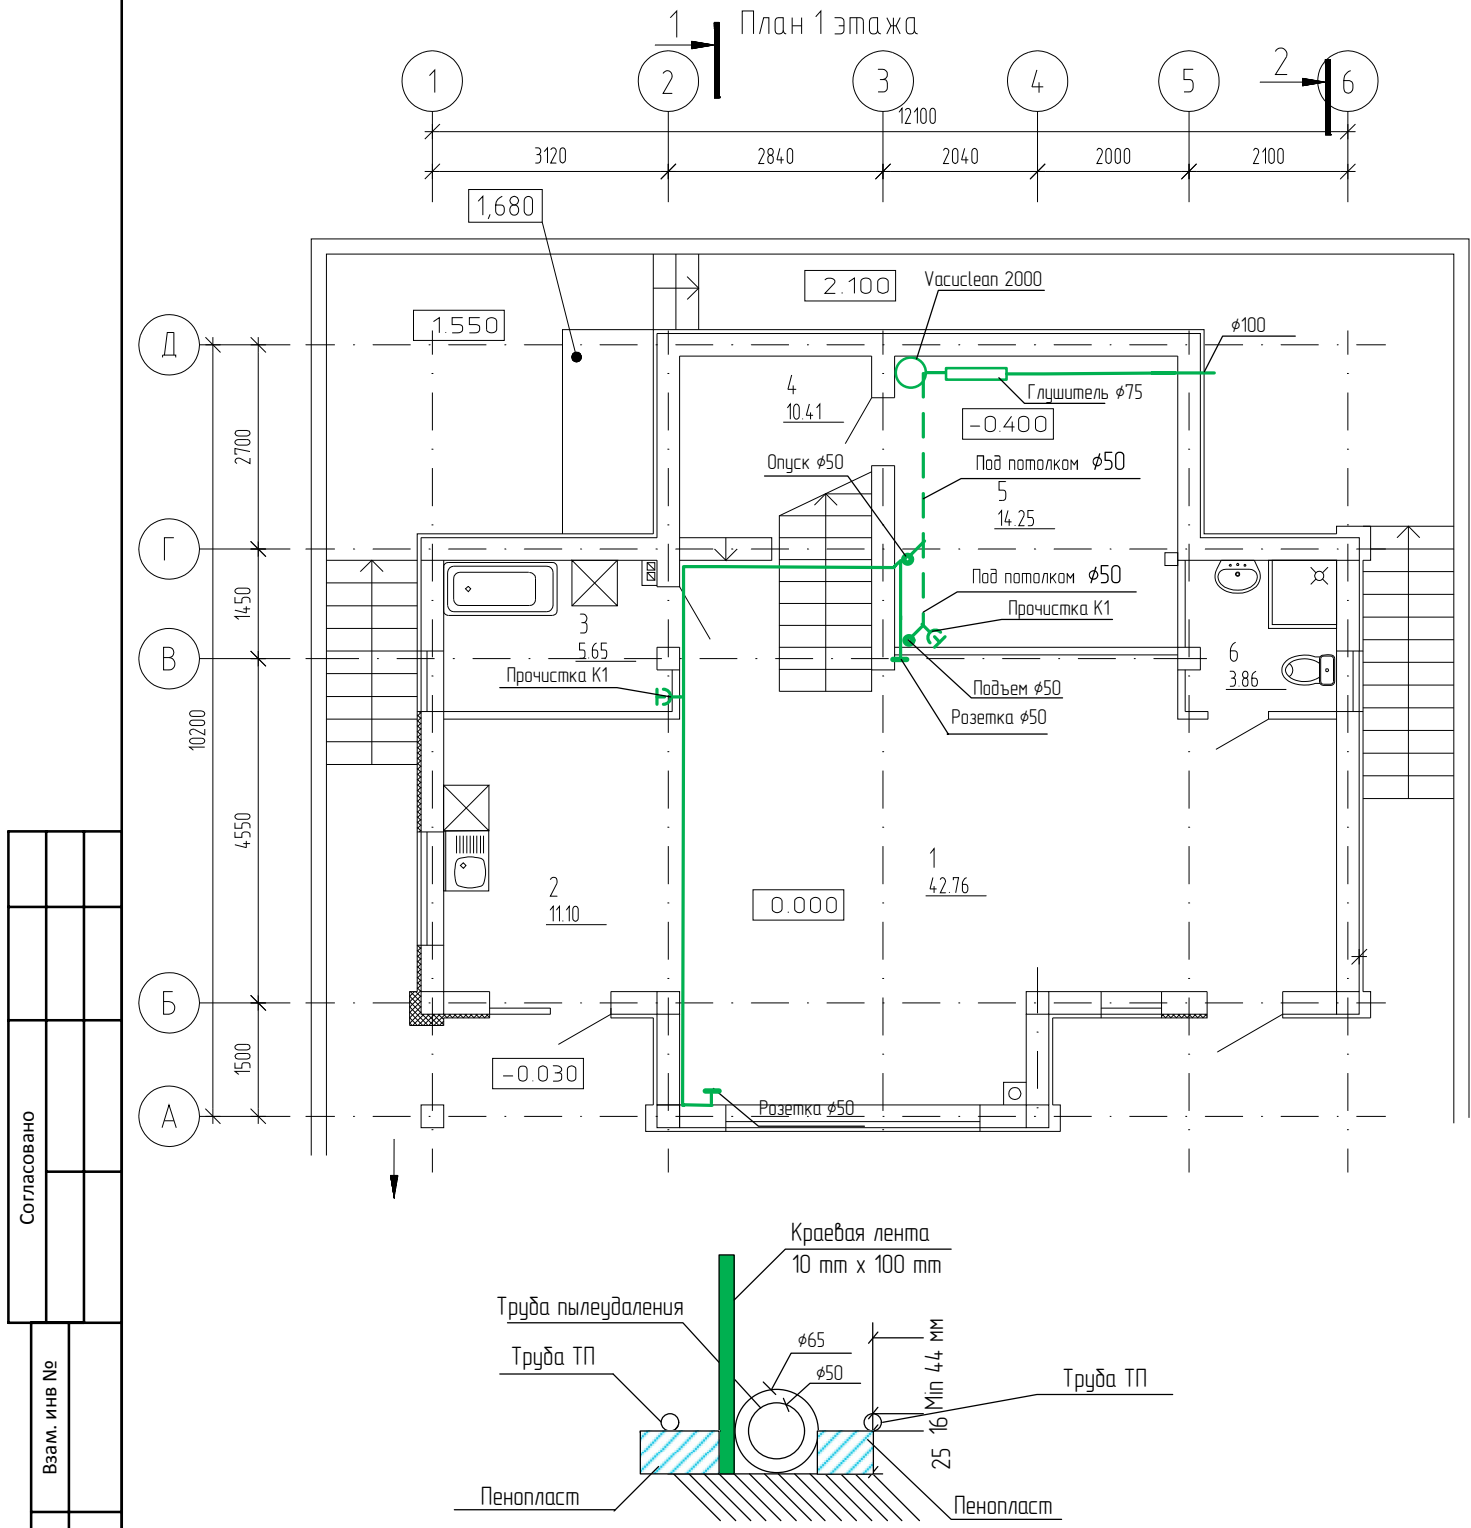 План 1 этажа
1
2
1
2
3
4
5
6
12100
3120
2840
2040
2000
2100
1,680
2.100
Vacuclean 2000
1.550
ф100
Д
4
10.41
Глушитель ф75
-0.400
2700
Опуск ф50
Под потолком ф50
5
14.25
Г
Под потолком ф50
Прочистка К1
1450
3
5.65
6
3.86
В
Прочистка К1
Подъем ф50
Розетка ф50
10200
4550
1
42.76
2
11.10
0.000
Б
1500
-0.030
Розетка ф50
А
Согласовано
Взам. инв №
Краевая лента
10 mm x 100 mm
Труба пылеудаления
Труба ТП
ф65
ф50
Min 44 мм
16
25
Труба ТП
Пенопласт
Пенопласт